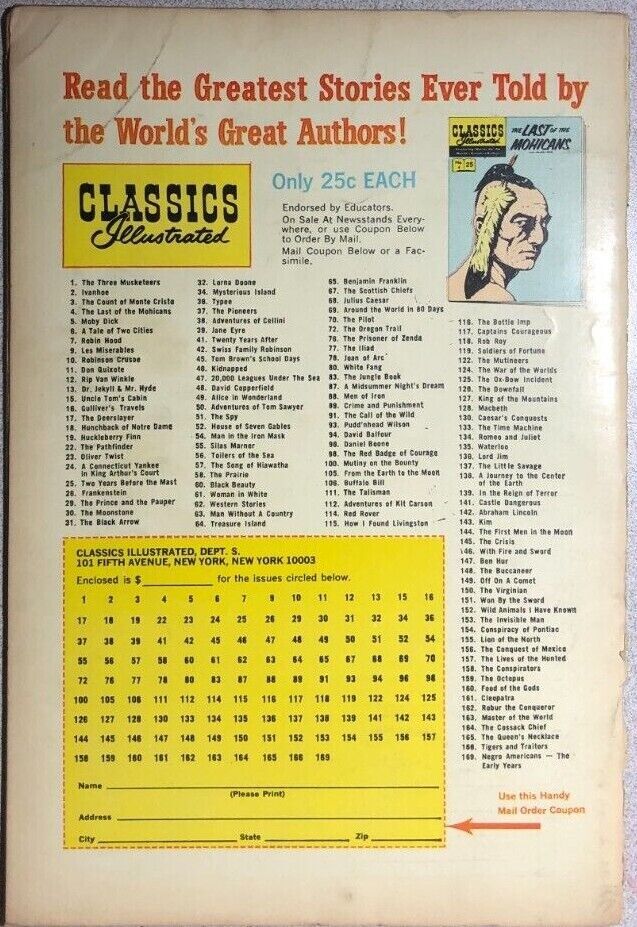 Read the Greatest Stories Ever Told by
the World's Great Authors!
CLASSICS
Illustrated
Only 25c EACH
Endorsed by Educators.
On Sale At Newsstands Every-
where, or use Coupon Below
to Order By Mail.
Mail Coupon Below or a Fac-
simile.
CLASSICS
Illustrated
THE LAST OF THE
MOHICANS
1. The Three Musketeers
2. Ivanhoe
3. The Count of Monte Cristo
4. The Last of the Mohicans
5. Moby Dick
6. A Tale of Two Cities
7. Robin Hood
9. Les Miserables
10. Robinson Crusoe
11. Don Quixote
12. Rip Van Winkle
13. Dr. Jekyll & Mr. Hyde
15. Uncle Tom's Cabin
16. Gulliver's Travels
17. The Deerslayer
18. Hunchback of Notre Dame
19. Huckleberry Finn
22. The Pathfinder
23. Oliver Twist
24. A Connecticut Yankee
in King Arthur's Court
25. Two Years Before the Mast
26. Frankenstein
29. The Prince and the Pauper
30. The Moonstone
31. The Black Arrow
32. Lorna Doone
34. Mysterious Island
36. Typee
37. The Pioneers
38. Adventures of Cellini
39. Jane Eyre
41. Twenty Years After
42. Swiss Family Robinson
45. Tom Brown's School Days
46. Kidnapped
47. 20,000 Leagues Under The Sea
48. David Copperfield
49. Alice in Wonderland
50. Adventures of Tom Sawyer
51. The Spy
52. House of Seven Gables
54. Man in the Iron Mask
55. Silas Marner
56. Toilers of the Sea
57. The Song of Hiawatha
58. The Prairie
60. Black Beauty
61. Woman in White
62. Western Stories
63. Man Without a Country
64. Treasure Island
65. Benjamin Franklin
67. The Scottish Chiefs
68. Julius Caesar
69. Around the World in 80 Days
70. The Pilot
72. The Oregon Trail
76. The Prisoner of Zenda
77. The Iliad
78. Joan of Arc
80. White Fang
83. The Jungle Book
87. A Midsummer Night's Dream
88. Men of Iron
89. Crime and Punishment
91. The Call of the Wild
93. Pudd'nhead Wilson
94. David Balfour
96. Daniel Boone
98. The Red Badge of Courage
100. Mutiny on the Bounty
105. From the Earth to the Moon
106. Buffalo Bill
111. The Talisman
112. Adventures of Kit Carson
114. Red Rover
115. How I Found Livingston
116. The Bottle Imp
117. Captains Courageous
118. Rob Roy
119. Soldiers of Fortune
122. The Mutineers
124. The War of the Worlds
125. The Ox-Bow Incident
126. The Downfall
127. King of the Mountains
128. Macbeth
130. Caesar's Conquests
133. The Time Machine
134. Romeo and Juliet
135. Waterloo
136. Lord Jim
137. The Little Savage
138. A Journey to the Center
of the Earth
139. In the Reign of Terror
141. Castle Dangerous
142. Abraham Lincoln
143. Kim
144. The First Men in the Moon
145. The Crisis
146. With Fire and Sword
147. Ben Hur
148. The Buccaneer
149. Off On a Comet
150. The Virginian
151. Won By the Sword
152. Wild Animals I Have Known
153. The Invisible Man
154. Conspiracy of Pontiac
155. Lion of the North
156. The Conquest of Mexico
157. The Lives of the Hunted
158. The Conspirators
159. The Octopus
160. Food of the Gods
161. Cleopatra
162. Robur the Conqueror
163. Master of the World
164. The Cossack Chief
165. The Queen's Necklace
166. Tigers and Traitors
169. Negro Americans — The
Early Years
CLASSICS ILLUSTRATED, DEPT. S.
101 FIFTH AVENUE, NEW YORK, NEW YORK 10003
Enclosed is $ for the issues circled below.
1 2 3 4 5 6 7 9 10 11 12 13 15 16
17 18 19 22 23 24 25 26 29 30 31 32 34 36
37 38 39 41 42 45 46 47 48 49 50 51 52 54
55 56 57 58 60 61 62 63 64 65 67 68 69 70
72 76 77 78 80 83 87 88 89 91 93 94 96 98
100 105 106 111 112 114 115 116 117 118 119 122 124 125
126 127 128 130 133 134 135 136 137 138 139 141 142 143
144 145 146 147 148 149 150 151 152 153 154 155 156 157
158 159 160 161 162 163 164 165 166 169
Name
(Please Print)
Address
City State Zip
Use this Handy
Mail Order Coupon